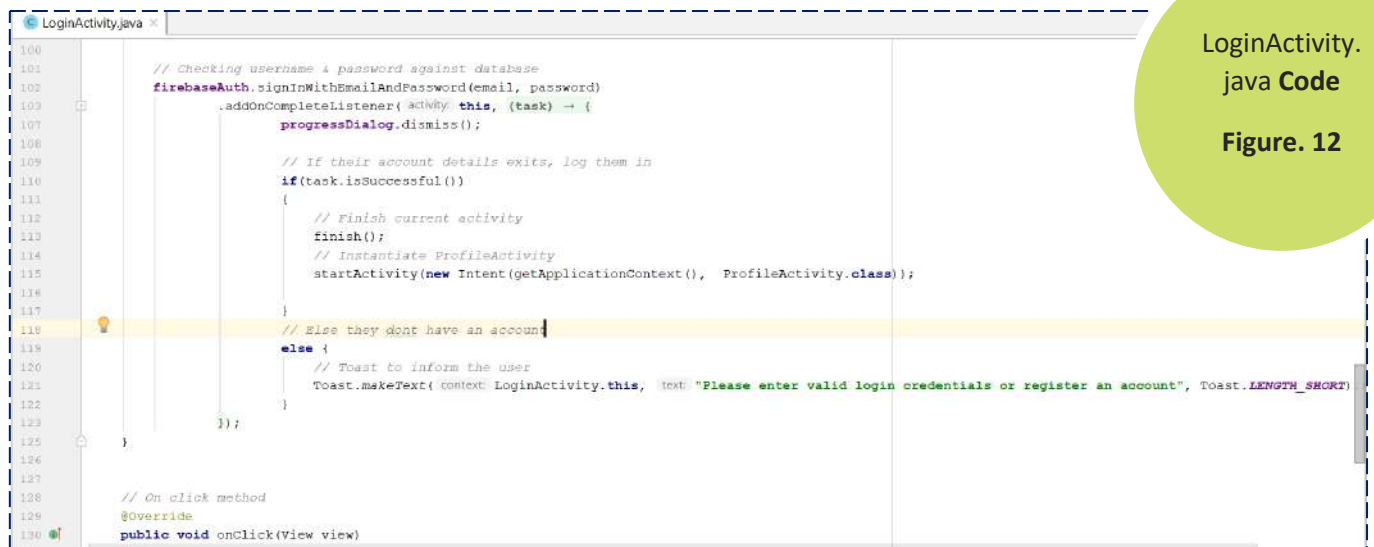 LoginActivity.java ×
LoginActivity.
java Code
Figure. 12
100
101 // Checking username & password against database
102 firebaseAuth.signInWithEmailAndPassword(email, password)
103 .addOnCompleteListener( activity: this, (task) → {
107 progressDialog.dismiss();
108
109 // If their account details exits, log them in
110 if(task.isSuccessful())
111 {
112 // Finish current activity
113 finish();
114 // Instantiate ProfileActivity
115 startActivity(new Intent(getApplicationContext(), ProfileActivity.class));
116
117 }
118 // Else they dont have an account
119 else {
120 // Toast to inform the user
121 Toast.makeText( context: LoginActivity.this, text: "Please enter valid login credentials or register an account", Toast.LENGTH_SHORT)
122 }
123 });
125 }
126
127
128 // On click method
129 @Override
130 public void onClick(View view)